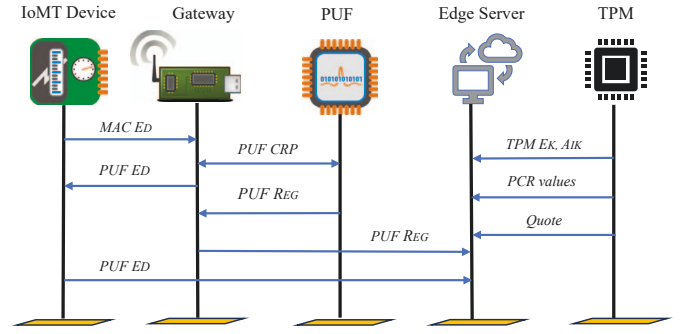 IoMT Device
Gateway
PUF
Edge Server
TPM
010101010101
MAC ED
PUF CRP
TPM EK, AIK
PUF ED
PCR values
PUF REG
Quote
PUF REG
PUF ED